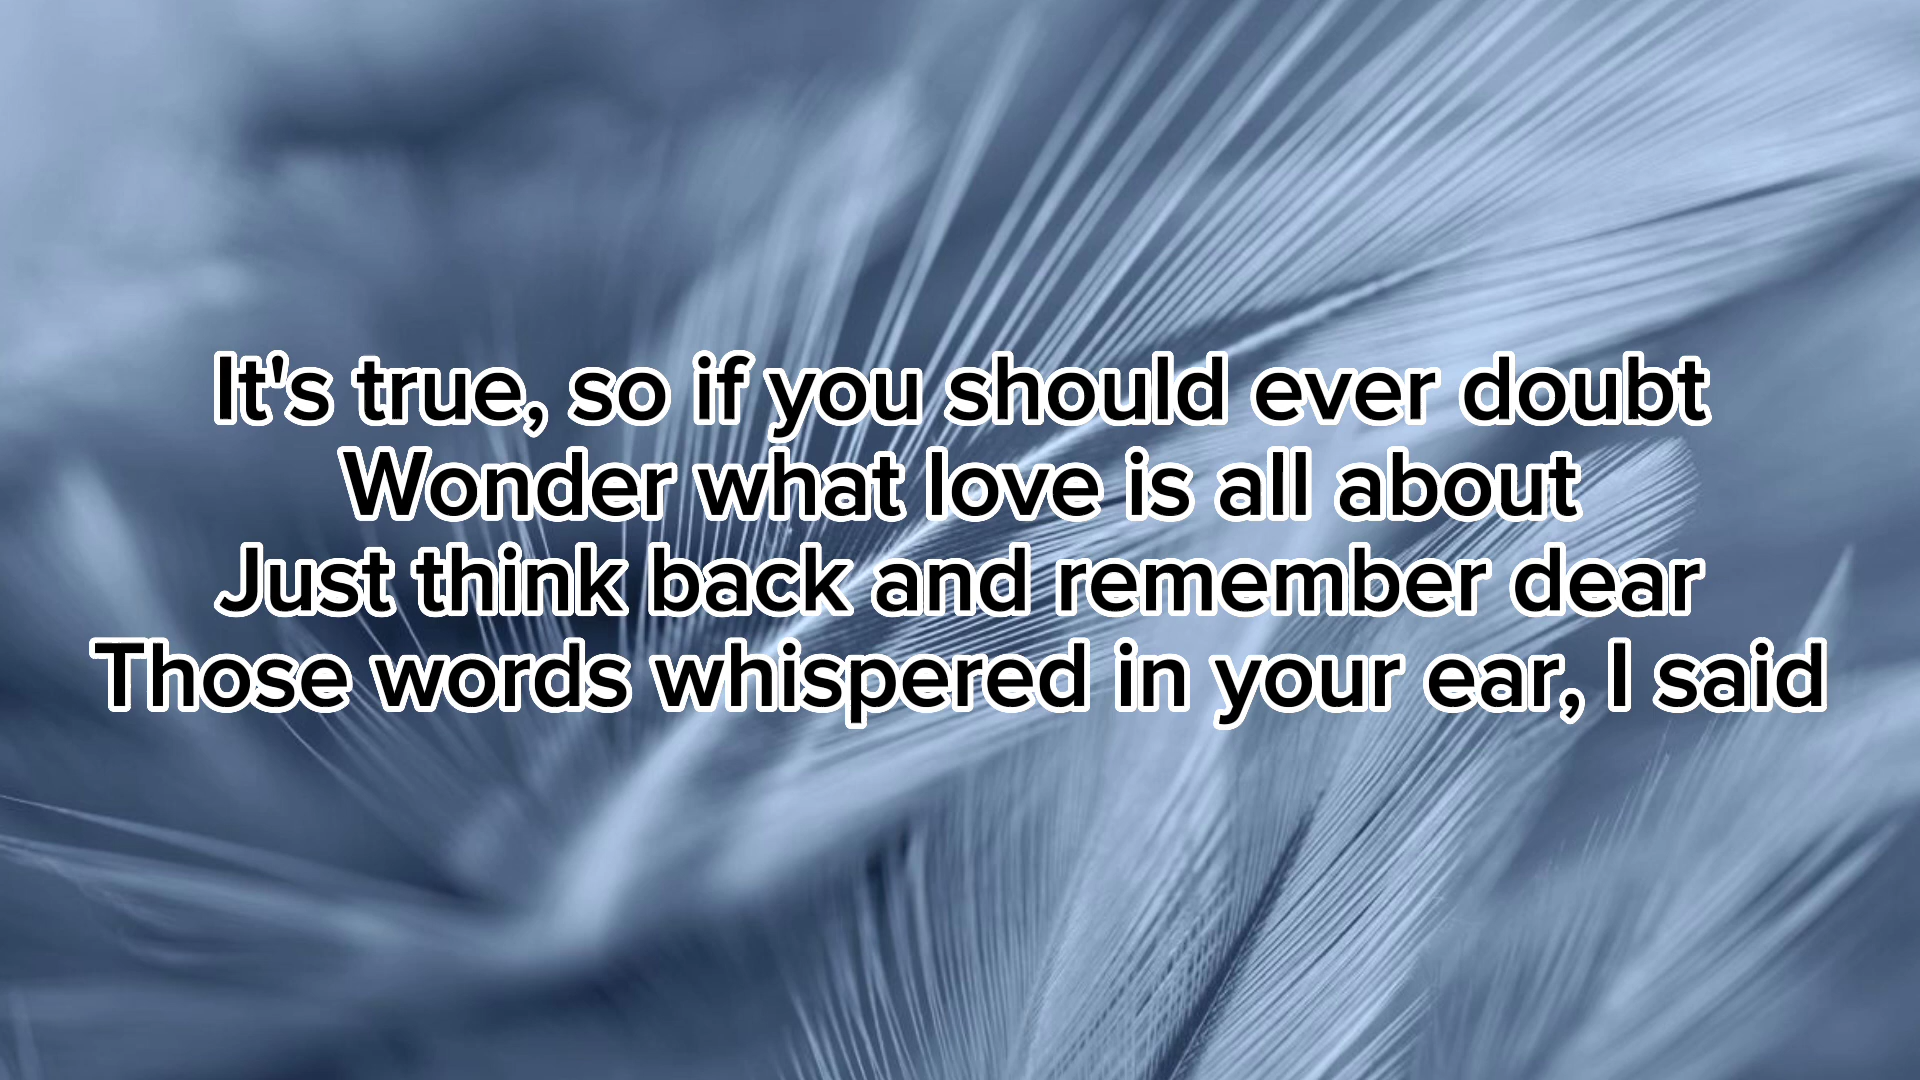 It's true, so if you should ever doubt
Wonder what love is all about
Just think back and remember dear
Those words whispered in your ear, I said